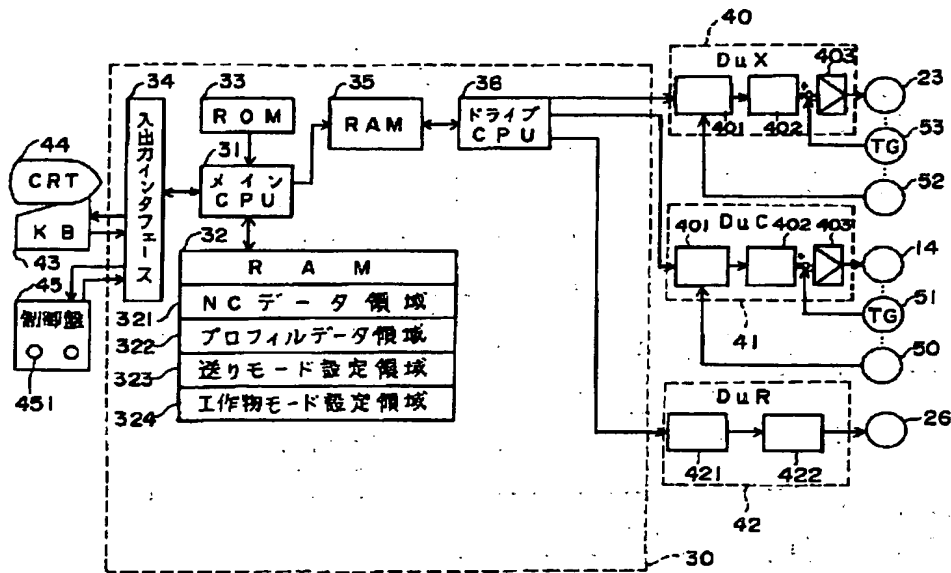 40
DuX
403
401
402
23
53
TG
52
34
入出力インタフェース
33
ROM
35
RAM
36
ドライブ
CPU
31
メイン
CPU
44
CRT
KB
43
45
制御盤
451
32
RAM
321
NCデータ領域
322
プロフィルデータ領域
323
送りモード設定領域
324
工作物モード設定領域
DuC
401
402
403
14
51
TG
50
41
DuR
26
421
422
42
30